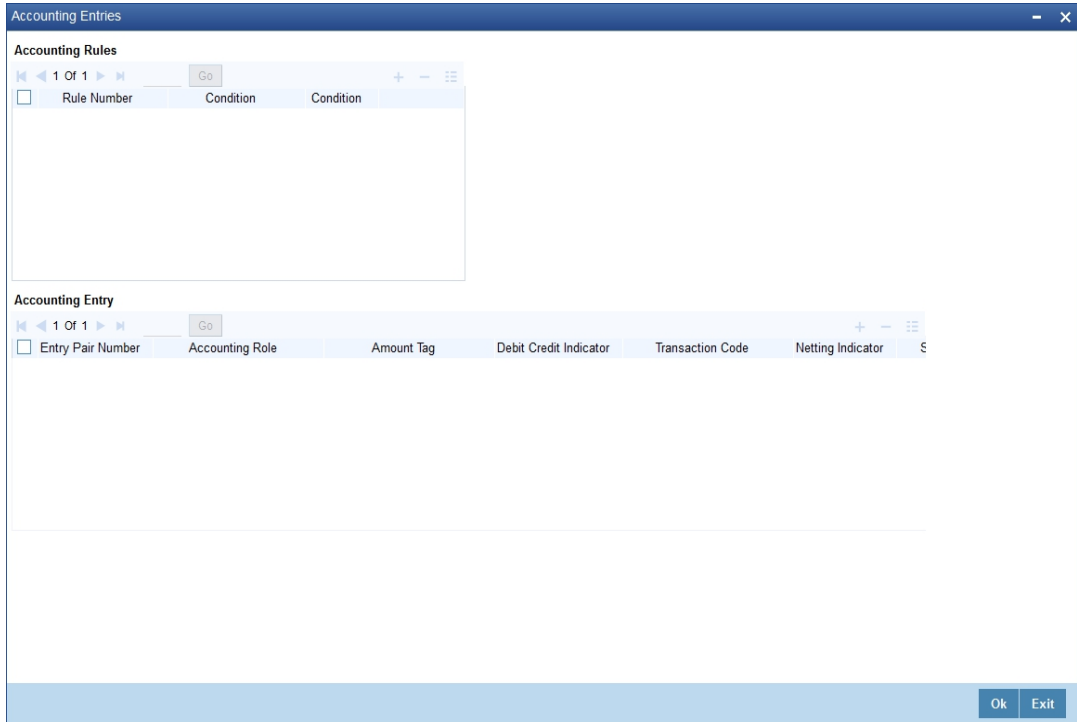 Accounting Entries
Accounting Rules
1 Of 1 Go
Rule Number Condition Condition
Accounting Entry
1 Of 1 Go
Entry Pair Number Accounting Role Amount Tag Debit Credit Indicator Transaction Code Netting Indicator S
Ok Exit